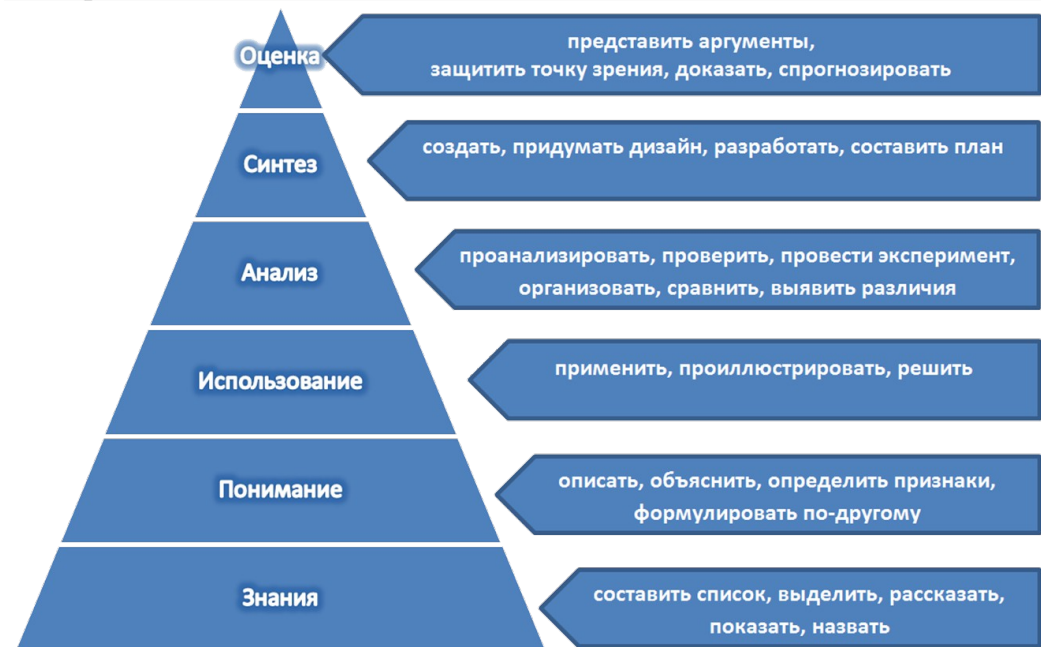 Оценка
представить аргументы,
защитить точку зрения, доказать, спрогнозировать
Синтез
создать, придумать дизайн, разработать, составить план
Анализ
проанализировать, проверить, провести эксперимент,
организовать, сравнить, выявить различия
Использование
применить, проиллюстрировать, решить
Понимание
описать, объяснить, определить признаки,
формулировать по-другому
Знания
составить список, выделить, рассказать,
показать, назвать